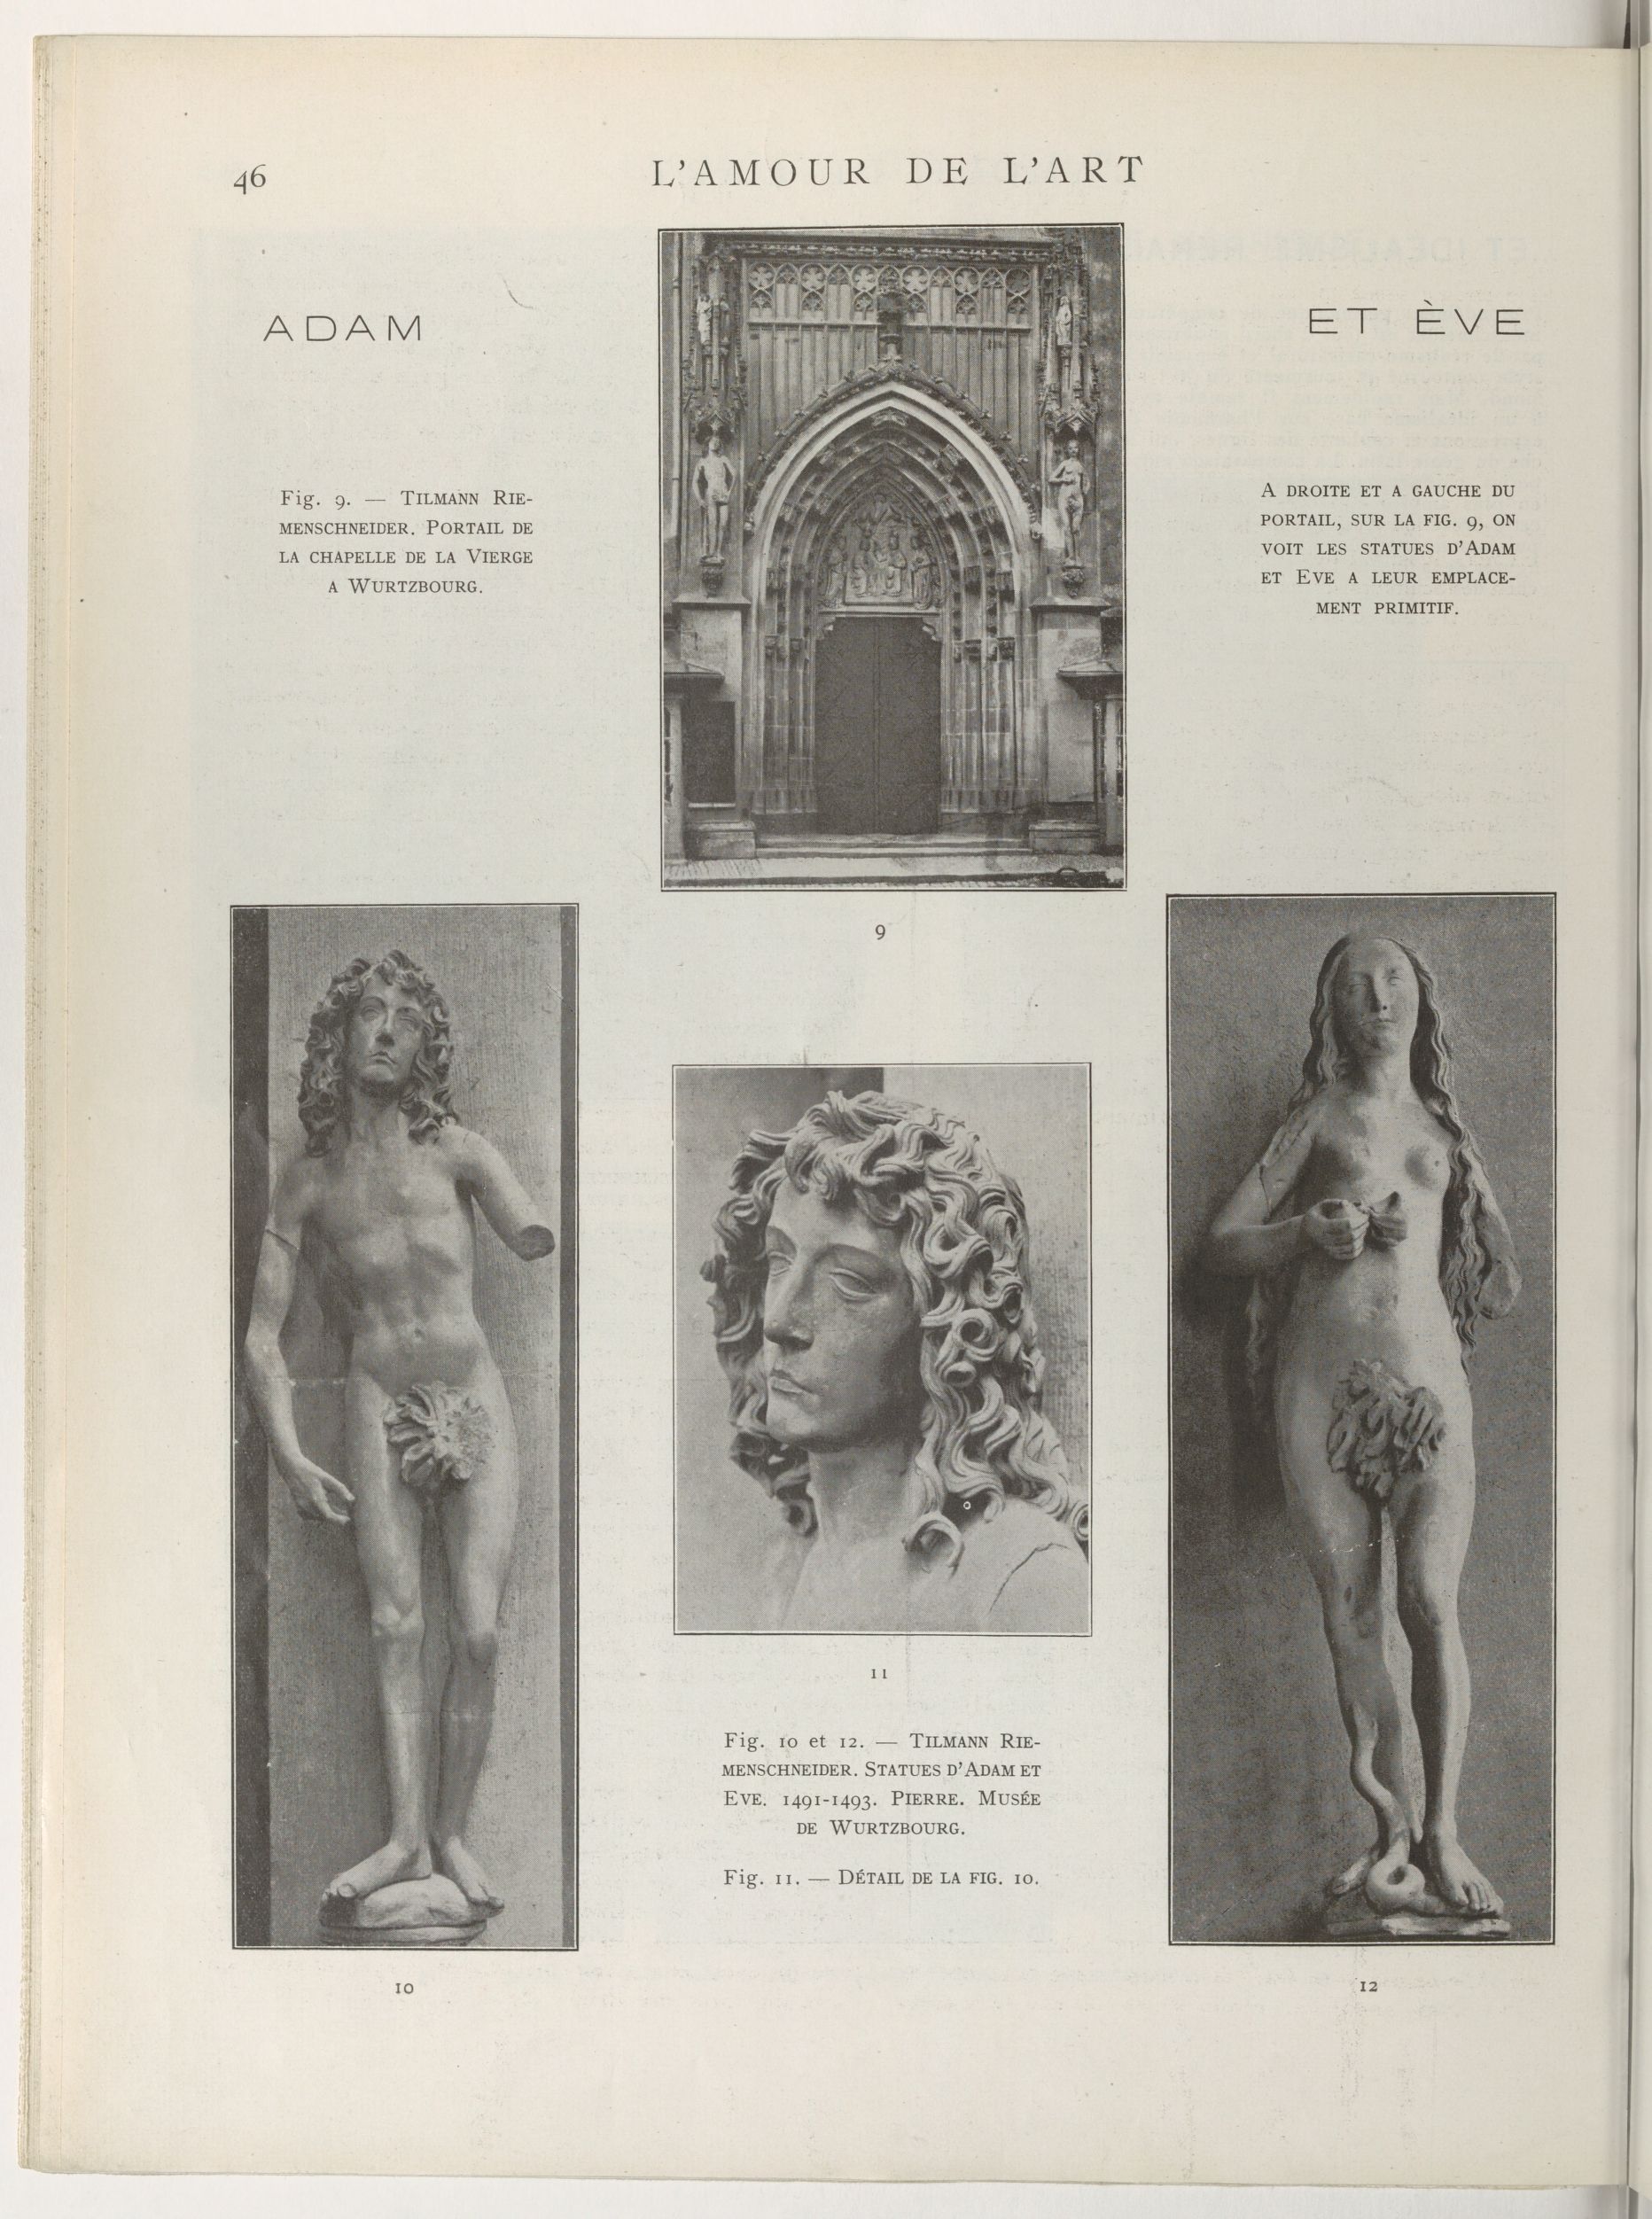 46
L'AMOUR DE L'ART
ADAM
ET ÈVE
Fig. 9. — TILMANN RIE-
MENSCHNEIDER. PORTAIL DE
LA CHAPELLE DE LA VIERGE
A WURTZBOURG.
A DROITE ET A GAUCHE DU
PORTAIL, SUR LA FIG. 9, ON
VOIT LES STATUES D'ADAM
ET EVE A LEUR EMPLACE-
MENT PRIMITIF.
9
11
Fig. 10 et 12. — TILMANN RIE-
MENSCHNEIDER. STATUES D'ADAM ET
EVE. 1491-1493. PIERRE. MUSÉE
DE WURTZBOURG.
Fig. 11. — DÉTAIL DE LA FIG. 10.
10
12